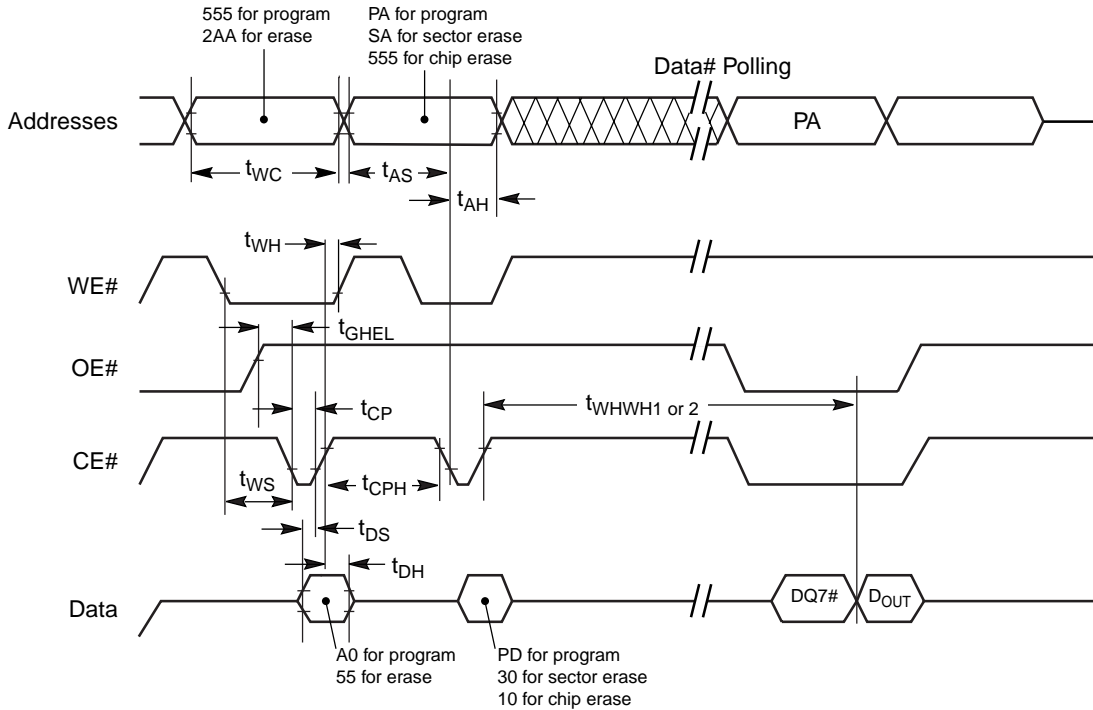 555 for program
2AA for erase
PA for program
SA for sector erase
555 for chip erase
Data# Polling
Addresses
PA
tWC
tAS
tAH
tWH
WE#
tGHEL
OE#
tCP
tWHWH1 or 2
CE#
tWS
tCPH
tDS
tDH
Data
DQ7#
DOUT
A0 for program
55 for erase
PD for program
30 for sector erase
10 for chip erase